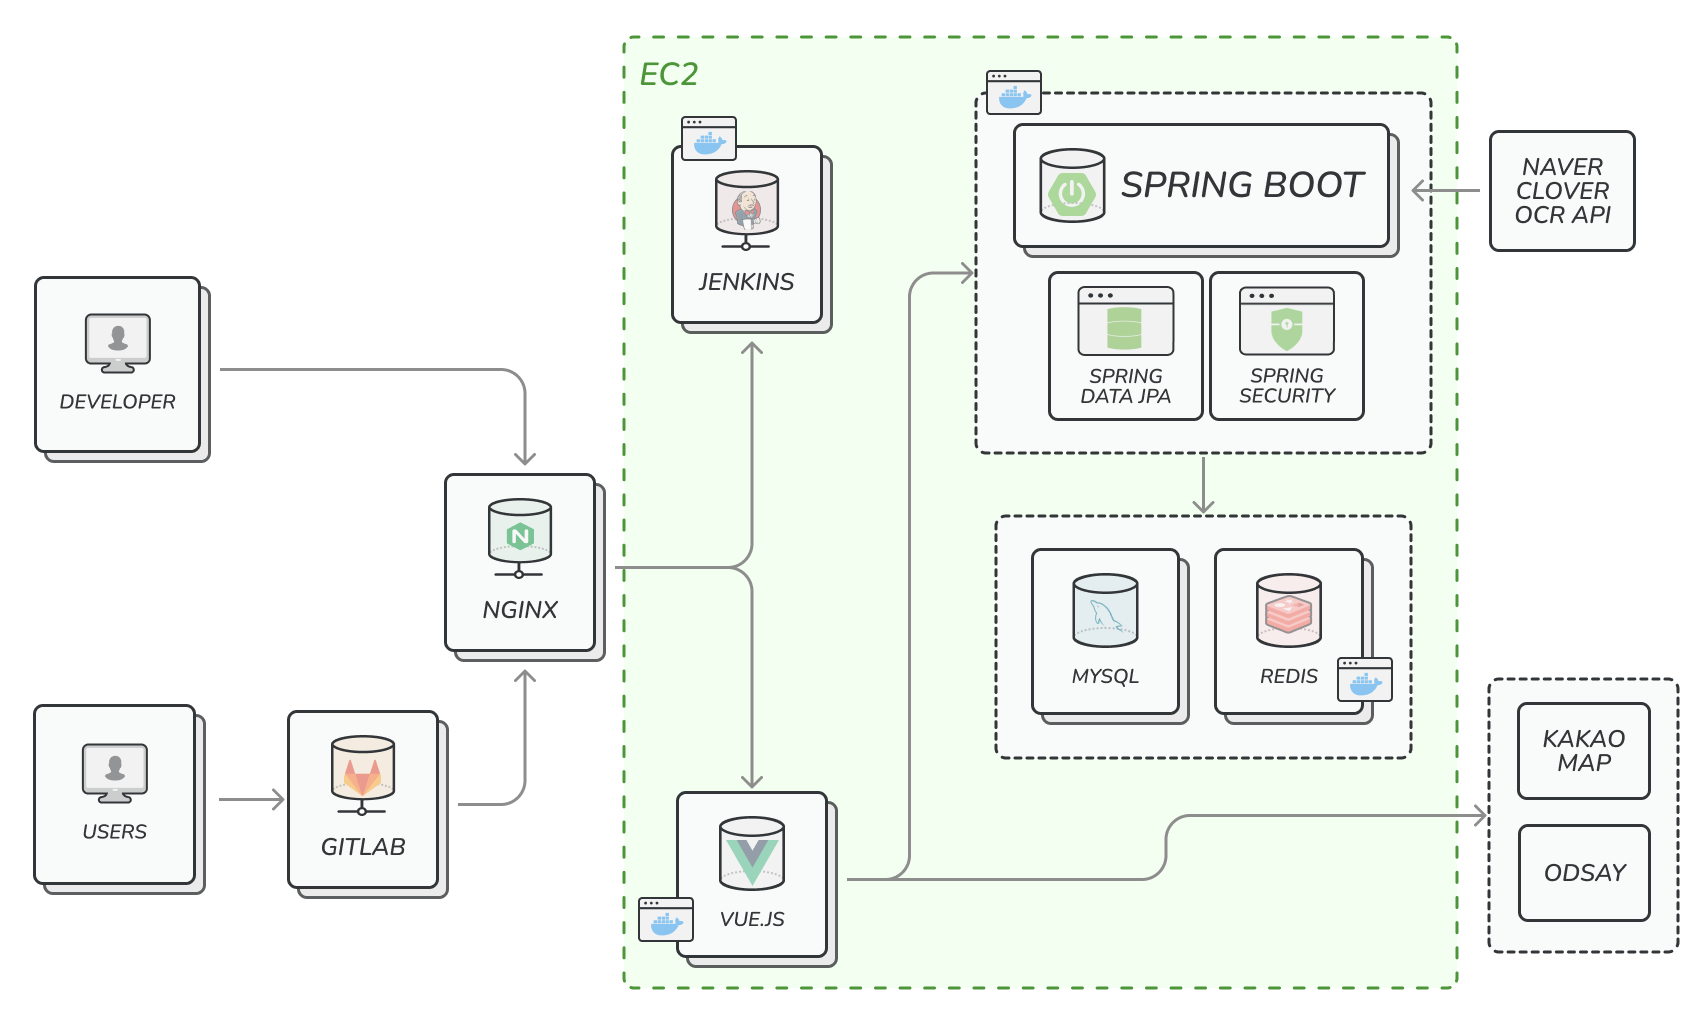 EC2
JENKINS
SPRING BOOT
NAVER
CLOVER
OCR API
SPRING
DATA JPA
SPRING
SECURITY
DEVELOPER
NGINX
MYSQL
REDIS
USERS
GITLAB
VUE.JS
KAKAO
MAP
ODSAY